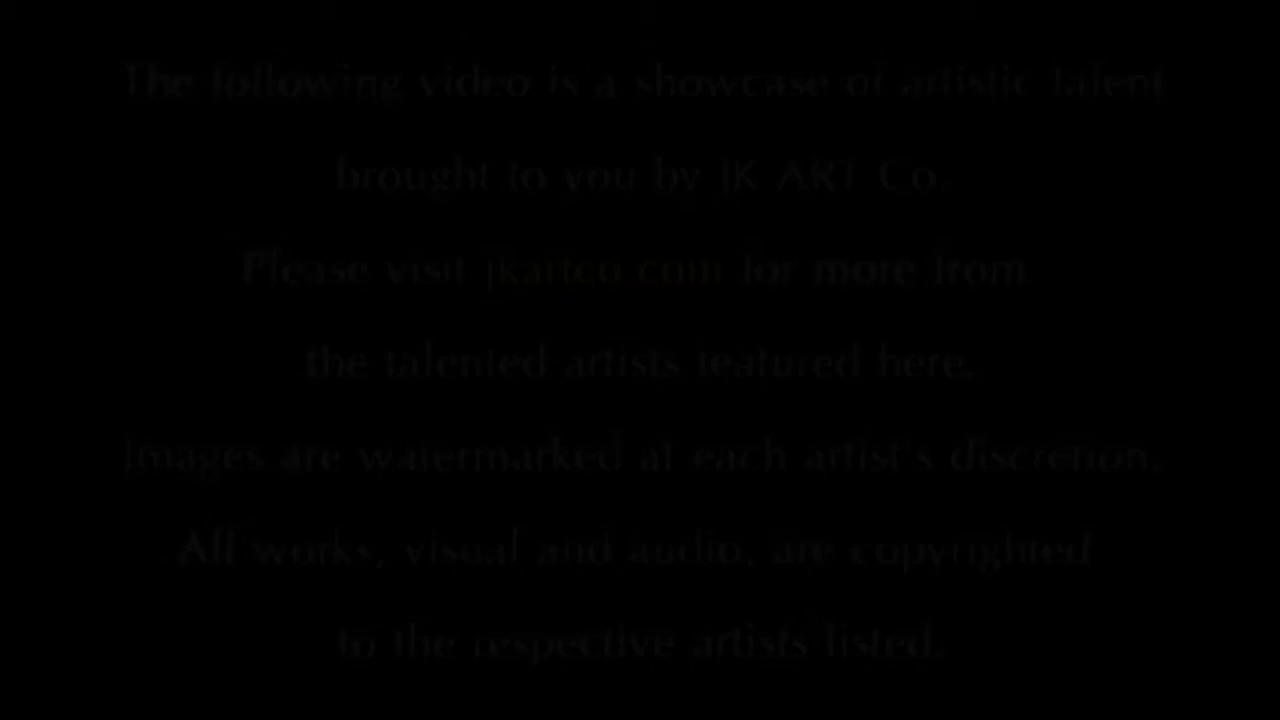 The following video is a showcase of artistic talent
brought to you by JK ART Co.
Please visit jkartco.com for more from
the talented artists featured here.
Images are watermarked at each artist's discretion.
All works, visual and audio, are copyrighted
to the respective artists listed.